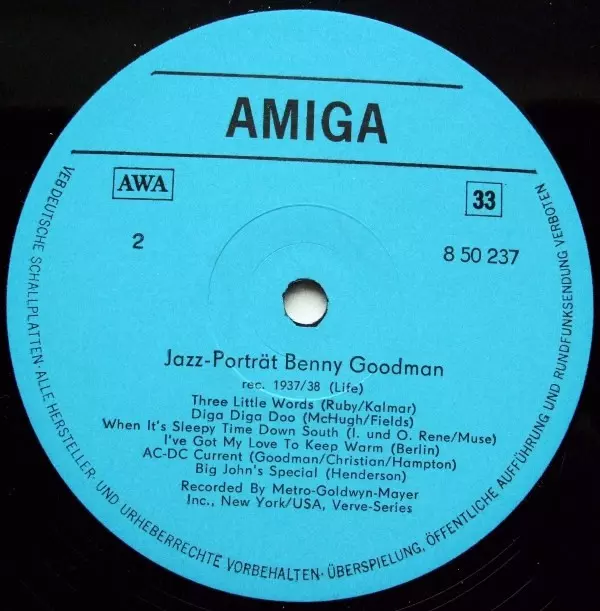 AMIGA
AWA
33
2
8 50 237
Jazz-Porträt Benny Goodman
rec. 1937/38 (Life)
Three Little Words (Ruby/Kalmar)
Diga Diga Doo (McHugh/Fields)
When It's Sleepy Time Down South (I. und O. Rene/Muse)
I've Got My Love To Keep Warm (Berlin)
AC-DC Current (Goodman/Christian/Hampton)
Big John's Special (Henderson)
Recorded By Metro-Goldwyn-Mayer
Inc., New York/USA, Verve-Series
VEB DEUTSCHE SCHALLPLATTEN · ALLE HERSTELLER- UND URHEBERRECHTE VORBEHALTEN · ÜBERSPIELUNG, ÖFFENTLICHE AUFFÜHRUNG UND RUNDFUNKSENDUNG VERBOTEN